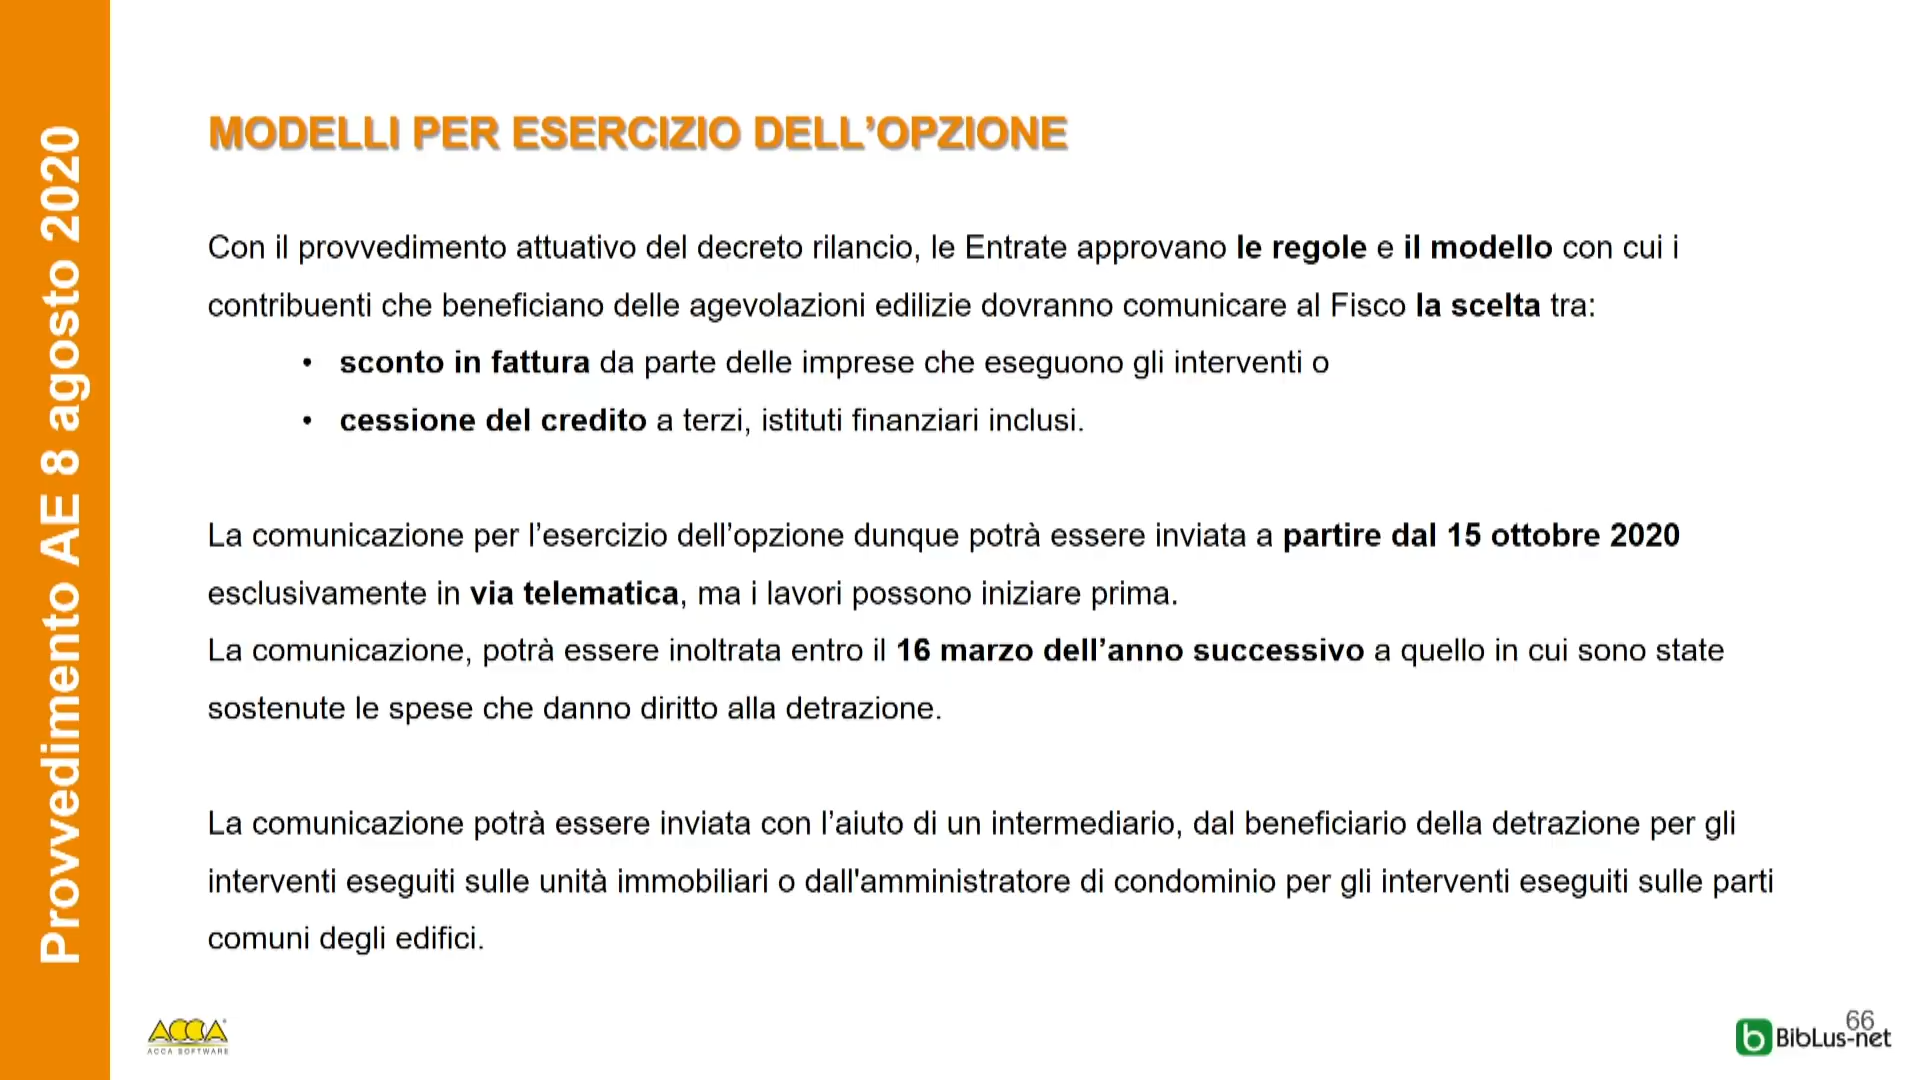 Provvedimento AE 8 agosto 2020
MODELLI PER ESERCIZIO DELL’OPZIONE
Con il provvedimento attuativo del decreto rilancio, le Entrate approvano le regole e il modello con cui i
contribuenti che beneficiano delle agevolazioni edilizie dovranno comunicare al Fisco la scelta tra:
• sconto in fattura da parte delle imprese che eseguono gli interventi o
• cessione del credito a terzi, istituti finanziari inclusi.
La comunicazione per l’esercizio dell’opzione dunque potrà essere inviata a partire dal 15 ottobre 2020
esclusivamente in via telematica, ma i lavori possono iniziare prima.
La comunicazione, potrà essere inoltrata entro il 16 marzo dell’anno successivo a quello in cui sono state
sostenute le spese che danno diritto alla detrazione.
La comunicazione potrà essere inviata con l’aiuto di un intermediario, dal beneficiario della detrazione per gli
interventi eseguiti sulle unità immobiliari o dall'amministratore di condominio per gli interventi eseguiti sulle parti
comuni degli edifici.
ACCA
ACCA SOFTWARE
66
b BibLus-net